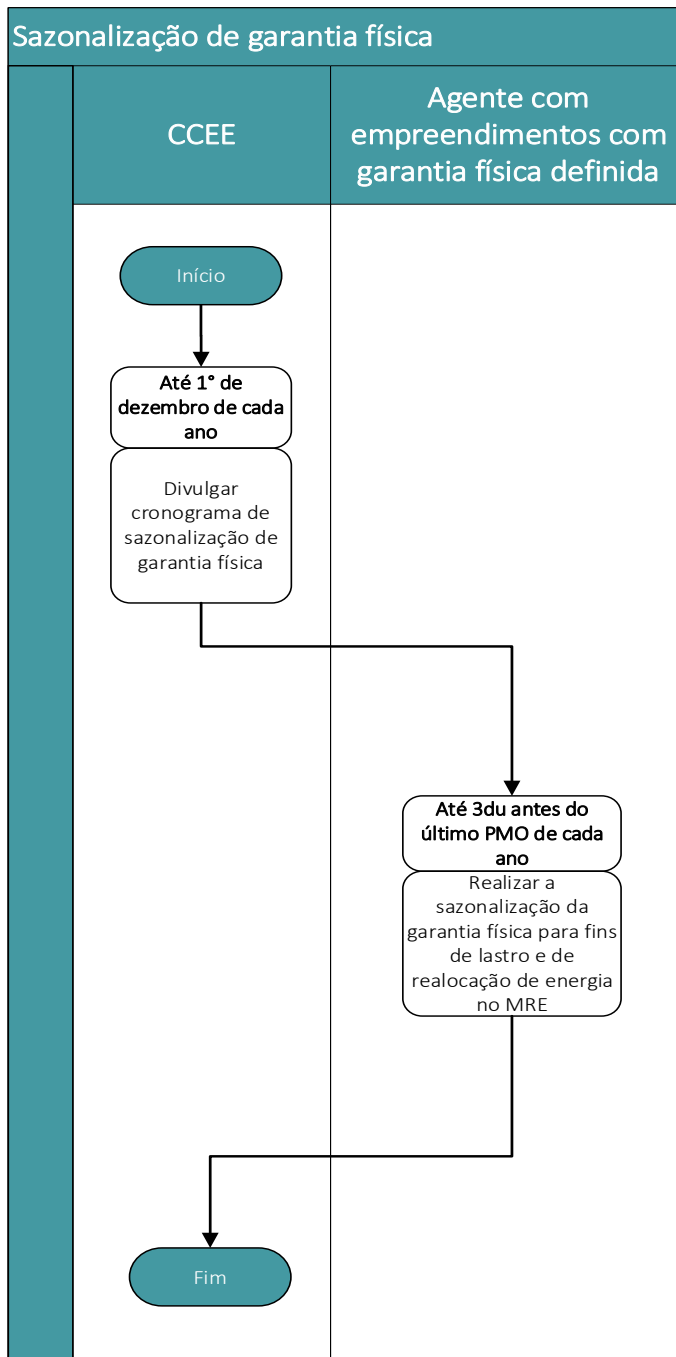 Sazonalização de garantia física
CCEE
Agente com
empreendimentos com
garantia física definida
Início
Até 1° de
dezembro de cada
ano
Divulgar
cronograma de
sazonalização de
garantia física
Até 3du antes do
último PMO de cada
ano
Realizar a
sazonalização da
garantia física para fins
de lastro e de
realocação de energia
no MRE
Fim